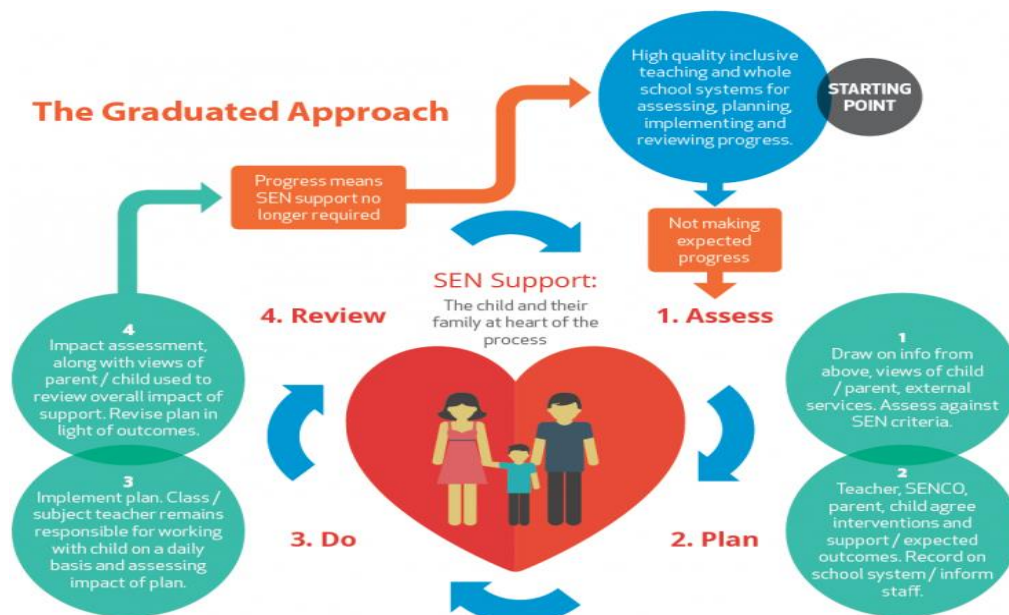 The Graduated Approach
High quality inclusive
teaching and whole
school systems for
assessing, planning,
implementing and
reviewing progress.
STARTING
POINT
Progress means
SEN support no
longer required
Not making
expected
progress
SEN Support:
The child and their
family at heart of the
process
4. Review
1. Assess
4
Impact assessment,
along with views of
parent / child used to
review overall impact of
support. Revise plan in
light of outcomes.
1
Draw on info from
above, views of child
/ parent, external
services. Assess against
SEN criteria.
3
Implement plan. Class /
subject teacher remains
responsible for working
with child on a daily
basis and assessing
impact of plan.
3. Do
2. Plan
2
Teacher, SENCO,
parent, child agree
interventions and
support / expected
outcomes. Record on
school system / inform
staff.